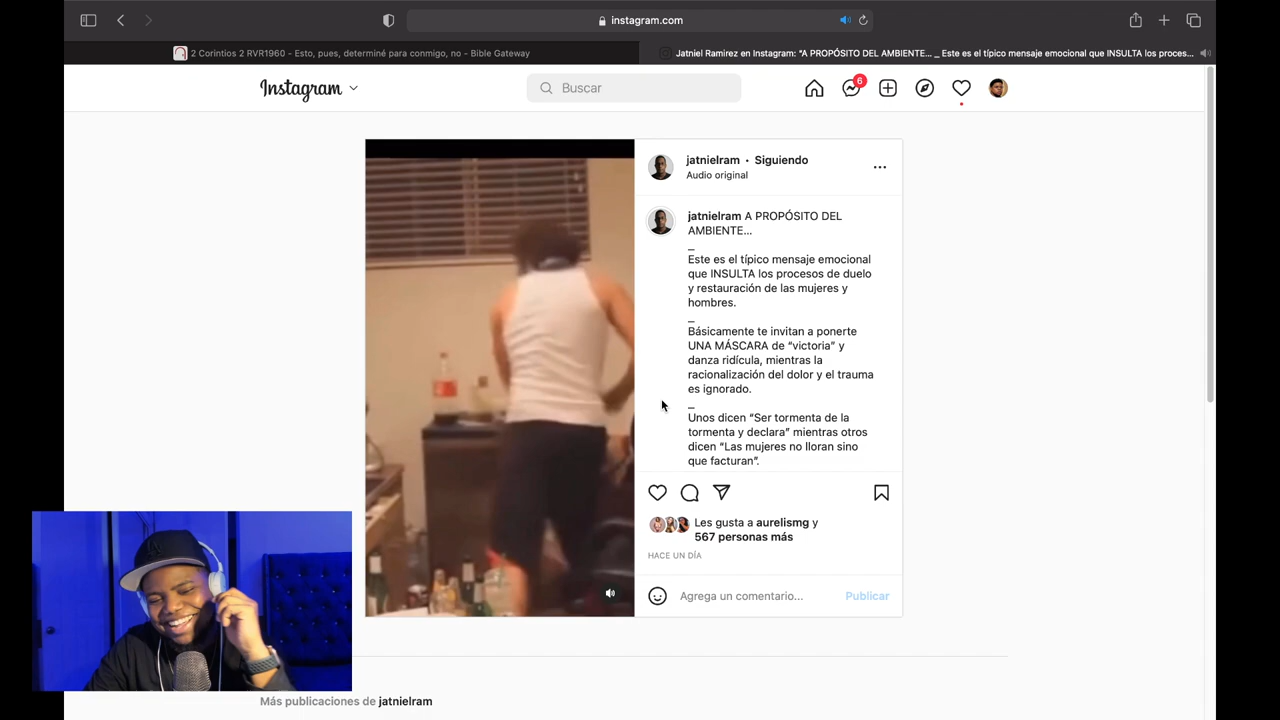 instagram.com
2 Corintios 2 RVR1960 - Esto, pues, determiné para conmigo, no - Bible Gateway
Jatniel Ramirez en Instagram: “A PROPÓSITO DEL AMBIENTE... _ Este es el típico mensaje emocional que INSULTA los proces...
Instagram
Buscar
6
jatnielram • Siguiendo
Audio original
jatnielram A PROPÓSITO DEL
AMBIENTE...
_
Este es el típico mensaje emocional
que INSULTA los procesos de duelo
y restauración de las mujeres y
hombres.
_
Básicamente te invitan a ponerte
UNA MÁSCARA de “victoria” y
danza ridícula, mientras la
racionalización del dolor y el trauma
es ignorado.
_
Unos dicen “Ser tormenta de la
tormenta y declara” mientras otros
dicen “Las mujeres no lloran sino
que facturan”.
Les gusta a aurelismg y
567 personas más
HACE UN DÍA
Agrega un comentario...
Publicar
Más publicaciones de jatnielram